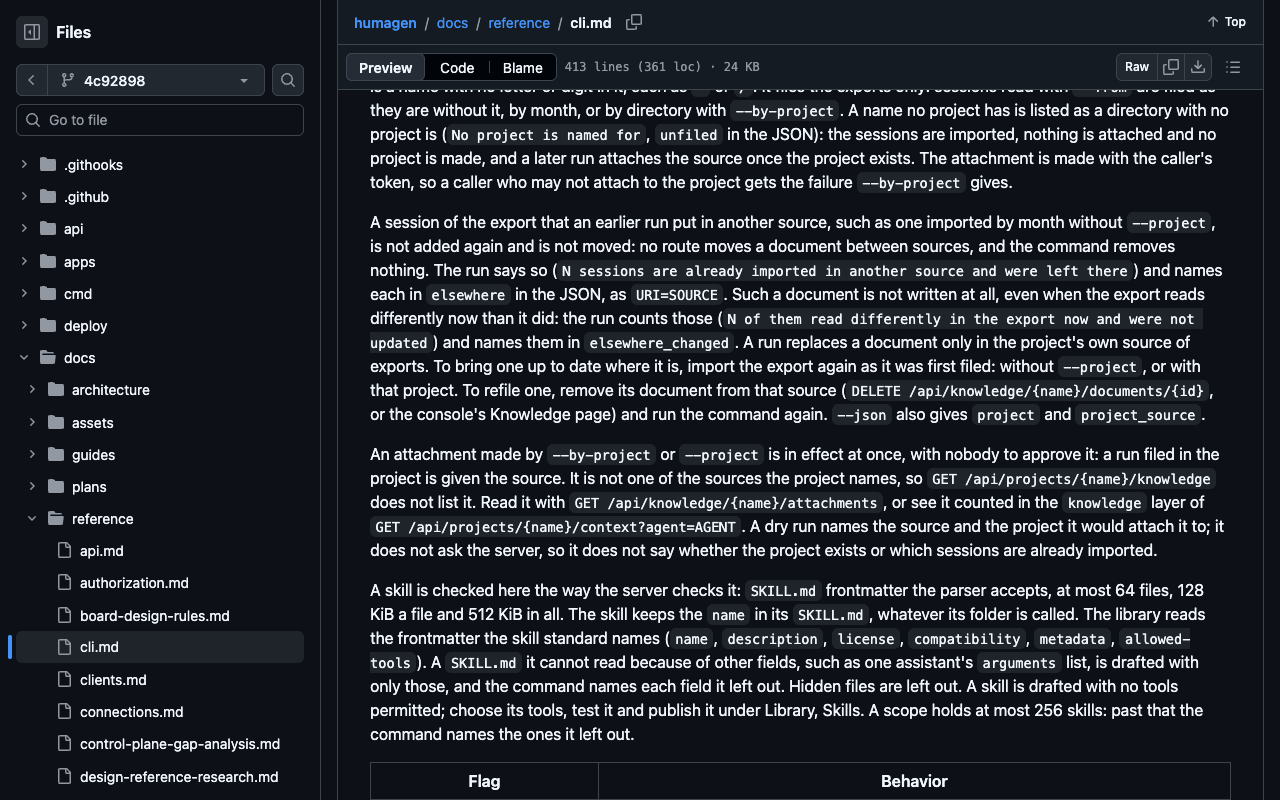 Files
humagen / docs / reference / cli.md
Top
4c92898
Preview Code Blame 413 lines (361 loc) · 24 KB
Raw
Go to file
.githooks
.github
api
apps
cmd
deploy
docs
architecture
assets
guides
plans
reference
api.md
authorization.md
board-design-rules.md
cli.md
clients.md
connections.md
control-plane-gap-analysis.md
design-reference-research.md
they are without it, by month, or by directory with --by-project. A name no project has is listed as a directory with no
project is (No project is named for, unfiled in the JSON): the sessions are imported, nothing is attached and no
project is made, and a later run attaches the source once the project exists. The attachment is made with the caller's
token, so a caller who may not attach to the project gets the failure --by-project gives.
A session of the export that an earlier run put in another source, such as one imported by month without --project,
is not added again and is not moved: no route moves a document between sources, and the command removes
nothing. The run says so (N sessions are already imported in another source and were left there) and names
each in elsewhere in the JSON, as URI=SOURCE. Such a document is not written at all, even when the export reads
differently now than it did: the run counts those (N of them read differently in the export now and were not
updated) and names them in elsewhere_changed. A run replaces a document only in the project's own source of
exports. To bring one up to date where it is, import the export again as it was first filed: without --project, or with
that project. To refile one, remove its document from that source (DELETE /api/knowledge/{name}/documents/{id},
or the console's Knowledge page) and run the command again. --json also gives project and project_source.
An attachment made by --by-project or --project is in effect at once, with nobody to approve it: a run filed in the
project is given the source. It is not one of the sources the project names, so GET /api/projects/{name}/knowledge
does not list it. Read it with GET /api/knowledge/{name}/attachments, or see it counted in the knowledge layer of
GET /api/projects/{name}/context?agent=AGENT. A dry run names the source and the project it would attach it to; it
does not ask the server, so it does not say whether the project exists or which sessions are already imported.
A skill is checked here the way the server checks it: SKILL.md frontmatter the parser accepts, at most 64 files, 128
KiB a file and 512 KiB in all. The skill keeps the name in its SKILL.md, whatever its folder is called. The library reads
the frontmatter the skill standard names (name, description, license, compatibility, metadata, allowed-
tools). A SKILL.md it cannot read because of other fields, such as one assistant's arguments list, is drafted with
only those, and the command names each field it left out. Hidden files are left out. A skill is drafted with no tools
permitted; choose its tools, test it and publish it under Library, Skills. A scope holds at most 256 skills: past that the
command names the ones it left out.
Flag Behavior